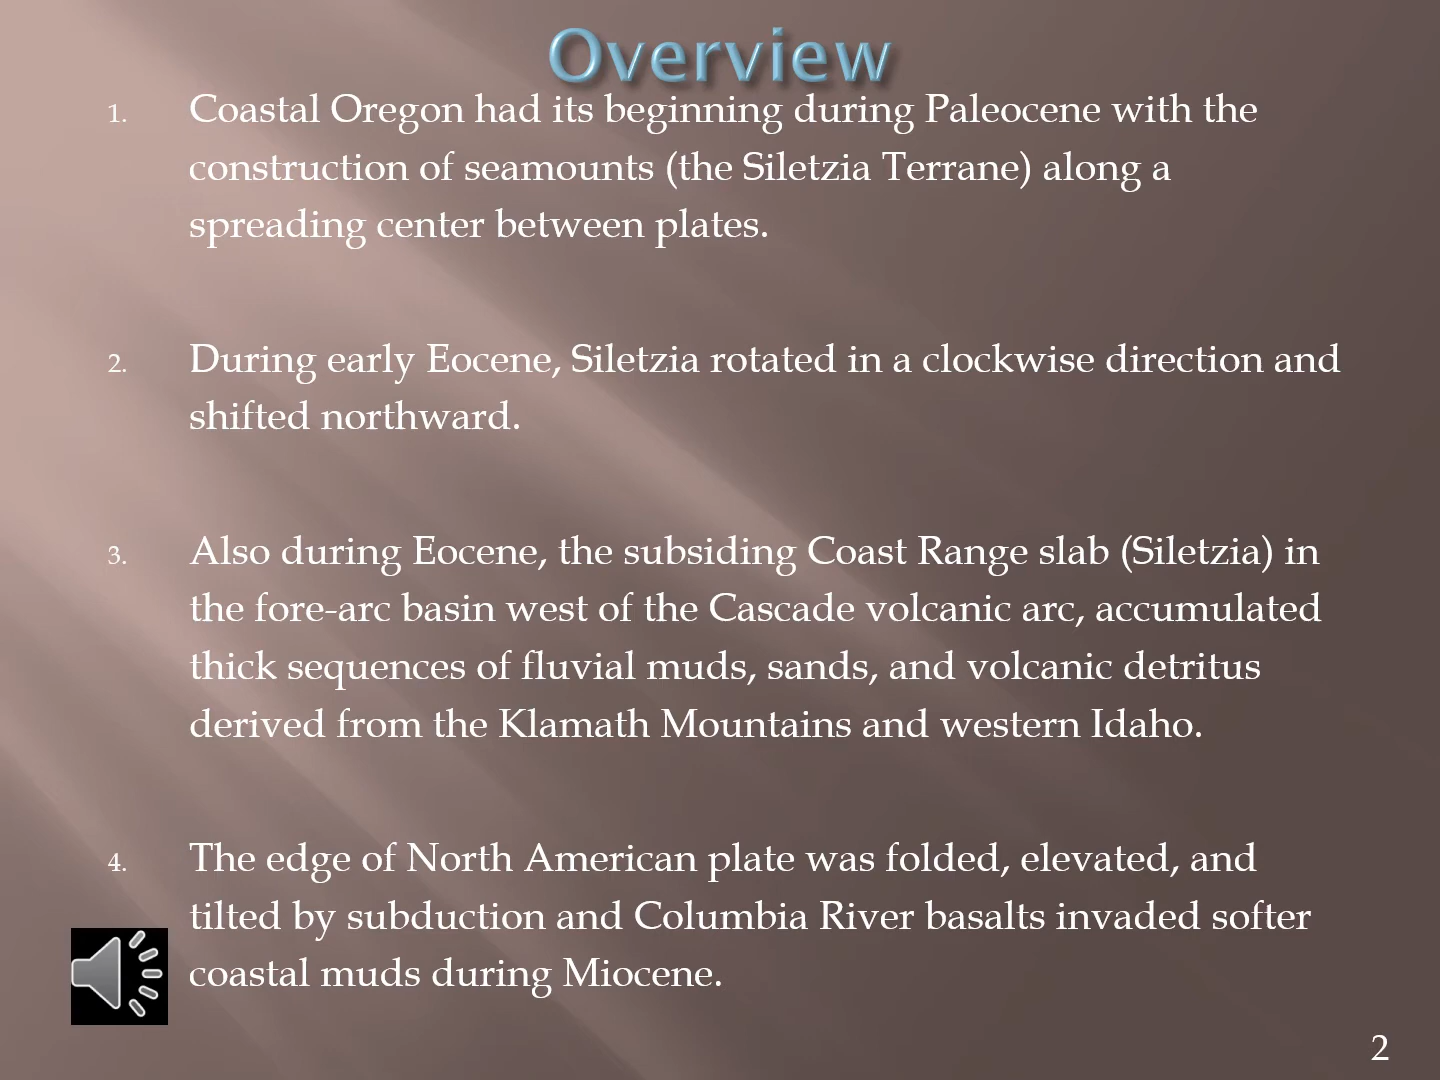 Overview
1. Coastal Oregon had its beginning during Paleocene with the
construction of seamounts (the Siletzia Terrane) along a
spreading center between plates.
2. During early Eocene, Siletzia rotated in a clockwise direction and
shifted northward.
3. Also during Eocene, the subsiding Coast Range slab (Siletzia) in
the fore-arc basin west of the Cascade volcanic arc, accumulated
thick sequences of fluvial muds, sands, and volcanic detritus
derived from the Klamath Mountains and western Idaho.
4. The edge of North American plate was folded, elevated, and
tilted by subduction and Columbia River basalts invaded softer
coastal muds during Miocene.
2